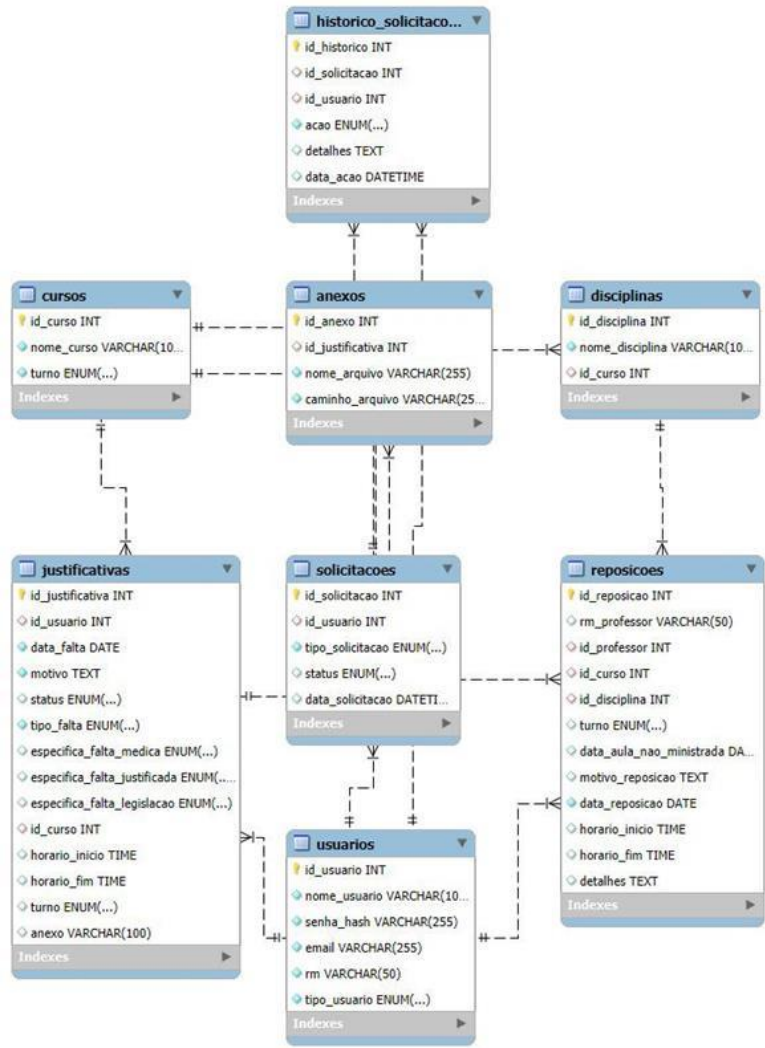 historico_solicitaco...
id_historico INT
id_solicitacao INT
id_usuario INT
acao ENUM(...)
detalhes TEXT
data_acao DATETIME
Indexes
cursos
id_curso INT
nome_curso VARCHAR(10...
turno ENUM(...)
Indexes
anexos
id_anexo INT
id_justificativa INT
nome_arquivo VARCHAR(255)
caminho_arquivo VARCHAR(25...
Indexes
disciplinas
id_disciplina INT
nome_disciplina VARCHAR(10...
id_curso INT
Indexes
justificativas
id_justificativa INT
id_usuario INT
data_falta DATE
motivo TEXT
status ENUM(...)
tipo_falta ENUM(...)
especifica_falta_medica ENUM(...)
especifica_falta_justificada ENUM(...
especifica_falta_legislacao ENUM(...)
id_curso INT
horario_inicio TIME
horario_fim TIME
turno ENUM(...)
anexo VARCHAR(100)
Indexes
solicitacoes
id_solicitacao INT
id_usuario INT
tipo_solicitacao ENUM(...)
status ENUM(...)
data_solicitacao DATETI...
Indexes
reposicoes
id_reposicao INT
rm_professor VARCHAR(50)
id_professor INT
id_curso INT
id_disciplina INT
turno ENUM(...)
data_aula_nao_ministrada DA...
motivo_reposicao TEXT
data_reposicao DATE
horario_inicio TIME
horario_fim TIME
detalhes TEXT
Indexes
usuarios
id_usuario INT
nome_usuario VARCHAR(10...
senha_hash VARCHAR(255)
email VARCHAR(255)
rm VARCHAR(50)
tipo_usuario ENUM(...)
Indexes